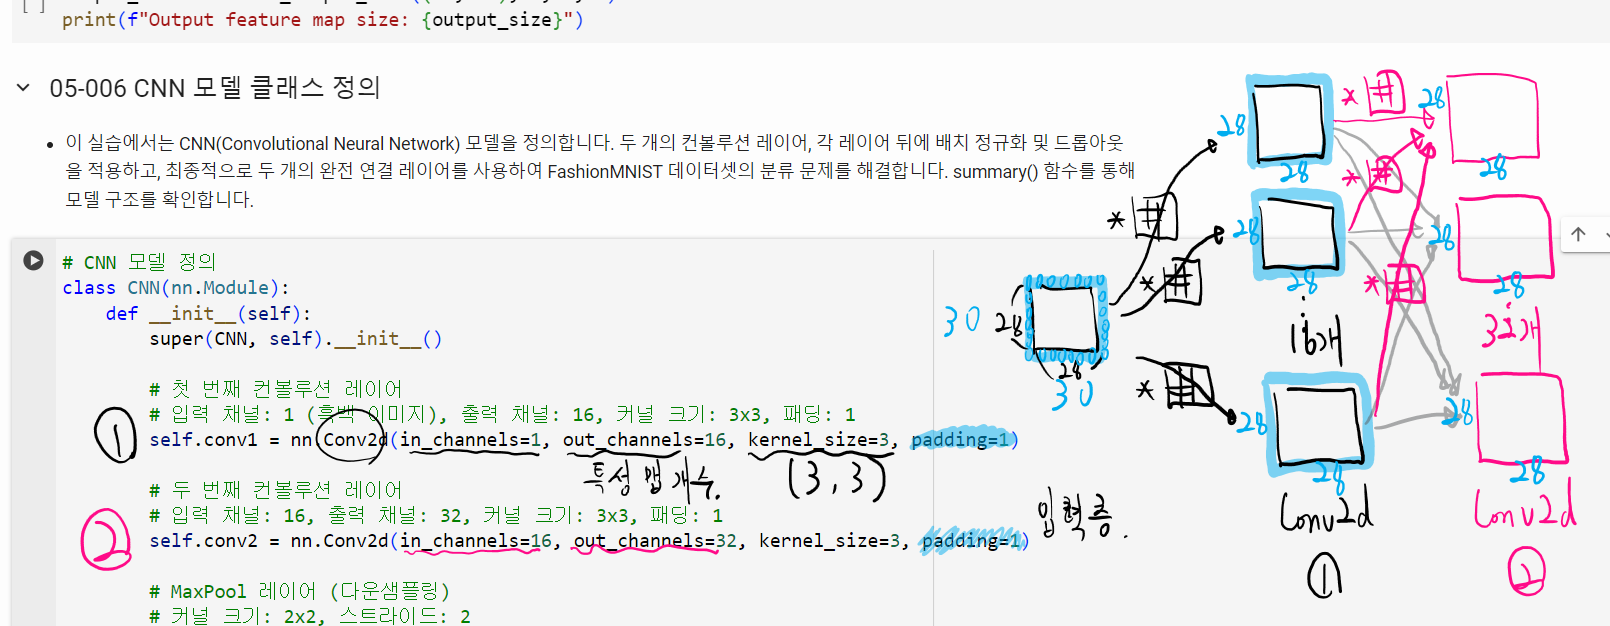 print(f"Output feature map size: {output_size}")
05-006 CNN 모델 클래스 정의
이 실습에서는 CNN(Convolutional Neural Network) 모델을 정의합니다. 두 개의 컨볼루션 레이어, 각 레이어 뒤에 배치 정규화 및 드롭아웃
을 적용하고, 최종적으로 두 개의 완전 연결 레이어를 사용하여 FashionMNIST 데이터셋의 분류 문제를 해결합니다. summary() 함수를 통해
모델 구조를 확인합니다.
# CNN 모델 정의
class CNN(nn.Module):
def __init__(self):
super(CNN, self).__init__()
# 첫 번째 컨볼루션 레이어
# 입력 채널: 1 (흑백 이미지), 출력 채널: 16, 커널 크기: 3x3, 패딩: 1
① self.conv1 = nn.Conv2d(in_channels=1, out_channels=16, kernel_size=3, padding=1)
특성 맵 개수. (3,3)
# 두 번째 컨볼루션 레이어
# 입력 채널: 16, 출력 채널: 32, 커널 크기: 3x3, 패딩: 1
② self.conv2 = nn.Conv2d(in_channels=16, out_channels=32, kernel_size=3, padding=1)
# MaxPool 레이어 (다운샘플링)
# 커널 크기: 2x2, 스트라이드: 2
30 28
28
30
입력층.
*
*
*
28
28
28
28
16개
28
28
Conv2d
①
*
*
*
28
28
28
28
32개
28
28
Conv2d
②